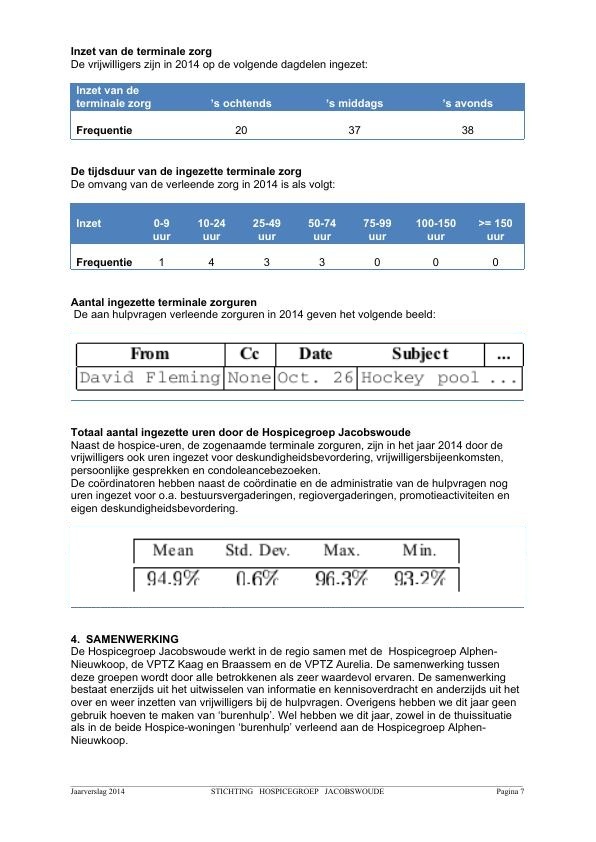 Inzet van de terminale zorg
De vrijwilligers zijn in 2014 op de volgende dagdelen ingezet:
Inzet van de terminale zorg 's ochtends 's middags 's avonds
Frequentie 20 37 38
De tijdsduur van de ingezette terminale zorg
De omvang van de verleende zorg in 2014 is als volgt:
Inzet 0-9 uur 10-24 uur 25-49 uur 50-74 uur 75-99 uur 100-150 uur >= 150 uur
Frequentie 1 4 3 3 0 0 0
Aantal ingezette terminale zorguren
De aan hulpvragen verleende zorguren in 2014 geven het volgende beeld:
From Cc Date Subject ...
David Fleming None Oct. 26 Hockey pool ...
Totaal aantal ingezette uren door de Hospicegroep Jacobswoude
Naast de hospice-uren, de zogenaamde terminale zorguren, zijn in het jaar 2014 door de
vrijwilligers ook uren ingezet voor deskundigheidsbevordering, vrijwilligersbijeenkomsten,
persoonlijke gesprekken en condoleancebezoeken.
De coördinatoren hebben naast de coördinatie en de administratie van de hulpvragen nog
uren ingezet voor o.a. bestuursvergaderingen, regiovergaderingen, promotieactiviteiten en
eigen deskundigheidsbevordering.
Mean Std. Dev. Max. Min.
94.9% 0.6% 96.3% 93.2%
4. SAMENWERKING
De Hospicegroep Jacobswoude werkt in de regio samen met de Hospicegroep Alphen-
Nieuwkoop, de VPTZ Kaag en Braassem en de VPTZ Aurelia. De samenwerking tussen
deze groepen wordt door alle betrokkenen als zeer waardevol ervaren. De samenwerking
bestaat enerzijds uit het uitwisselen van informatie en kennisoverdracht en anderzijds uit het
over en weer inzetten van vrijwilligers bij de hulpvragen. Overigens hebben we dit jaar geen
gebruik hoeven te maken van 'burenhulp'. Wel hebben we dit jaar, zowel in de thuissituatie
als in de beide Hospice-woningen 'burenhulp' verleend aan de Hospicegroep Alphen-
Nieuwkoop.
Jaarverslag 2014 STICHTING HOSPICEGROEP JACOBSWOUDE Pagina 7